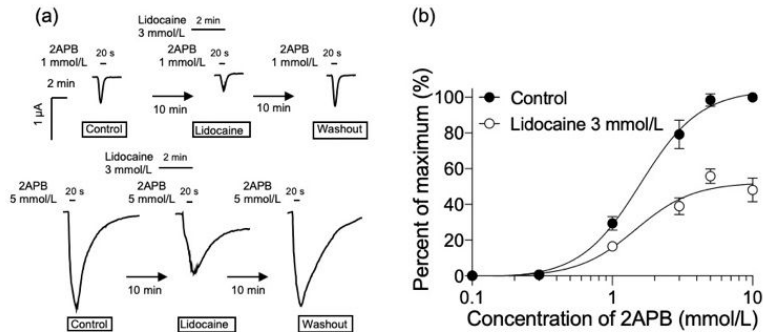 (a)
Lidocaine 2 min
3 mmol/L
2APB 20 s 2APB 20 s 2APB 20 s
1 mmol/L 1 mmol/L 1 mmol/L
2 min
1 μA
10 min 10 min
Control Lidocaine Washout
Lidocaine 2 min
3 mmol/L
2APB 20 s 2APB 20 s 2APB 20 s
5 mmol/L 5 mmol/L 5 mmol/L
10 min 10 min
Control Lidocaine Washout
(b)
Percent of maximum (%)
100
80
60
40
20
0
Control
Lidocaine 3 mmol/L
0.1 1 10
Concentration of 2APB (mmol/L)